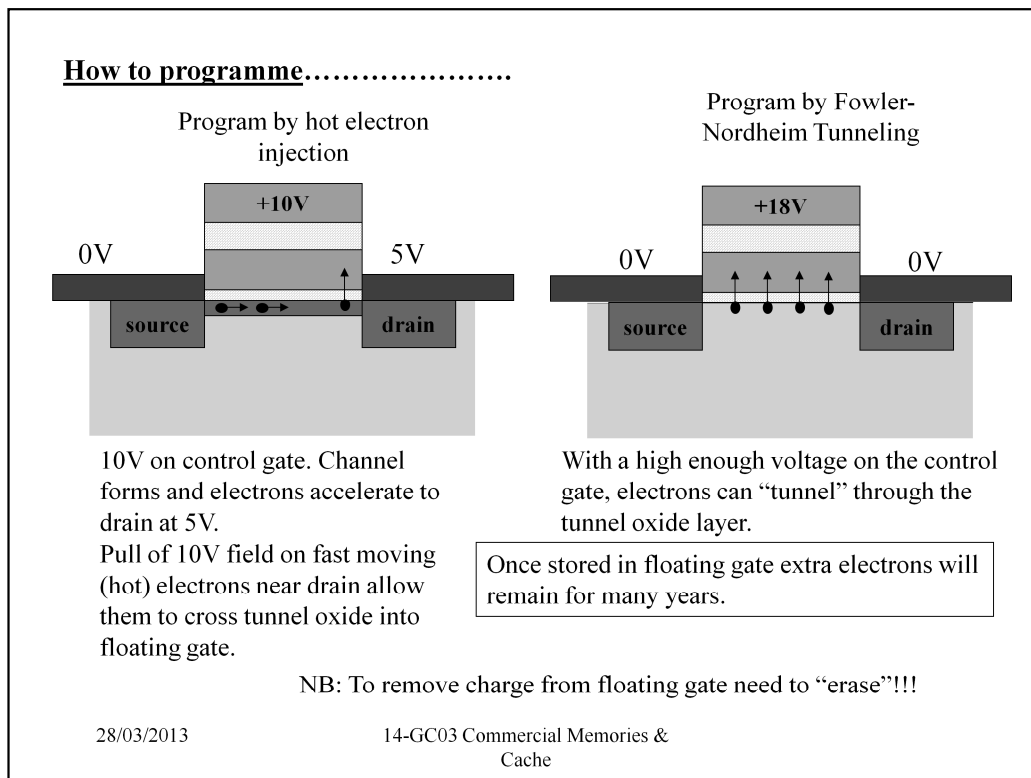 How to programme.......................
Program by hot electron
injection
+10V
0V
5V
source
drain
10V on control gate. Channel
forms and electrons accelerate to
drain at 5V.
Pull of 10V field on fast moving
(hot) electrons near drain allow
them to cross tunnel oxide into
floating gate.
Program by Fowler-
Nordheim Tunneling
+18V
0V
0V
source
drain
With a high enough voltage on the control
gate, electrons can “tunnel” through the
tunnel oxide layer.
Once stored in floating gate extra electrons will
remain for many years.
NB: To remove charge from floating gate need to “erase”!!!
28/03/2013
14-GC03 Commercial Memories &
Cache